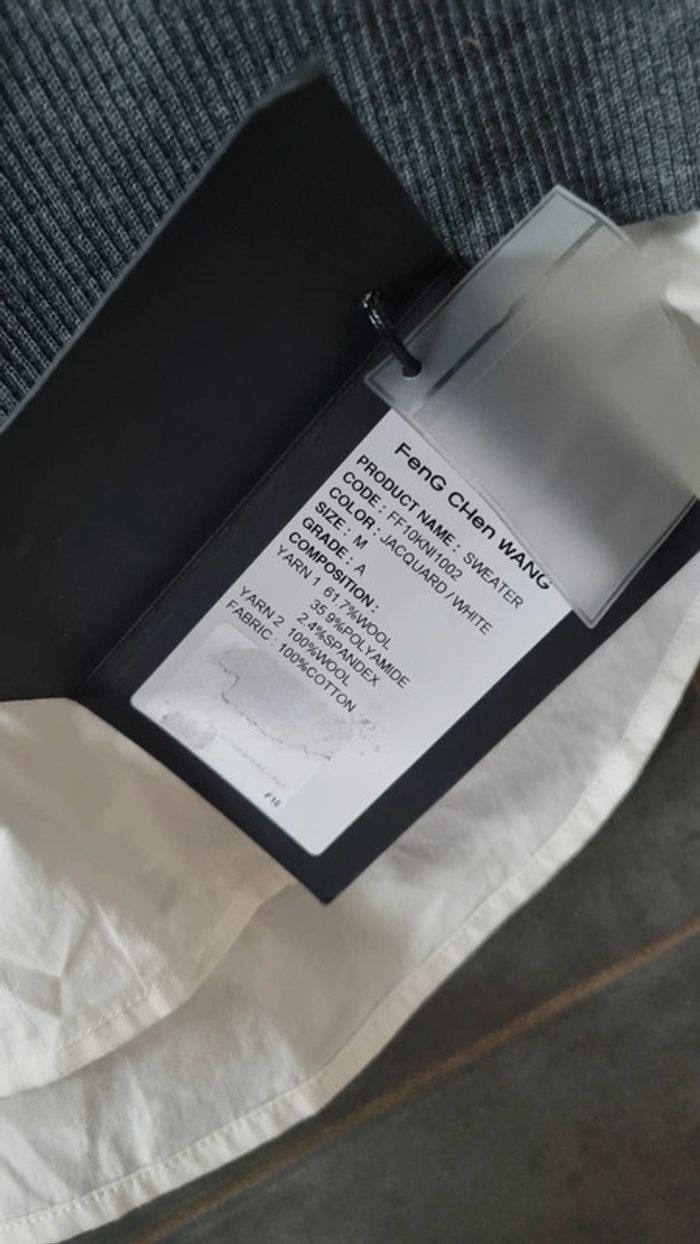 FenG CHen WANG
PRODUCT NAME : SWEATER
CODE : FF10KNI1002
COLOR : JACQUARD / WHITE
SIZE : M
GRADE : A
COMPOSITION :
YARN 1 61.7%WOOL
35.9%POLYAMIDE
2.4%SPANDEX
YARN 2 100%WOOL
FABRIC : 100%COTTON